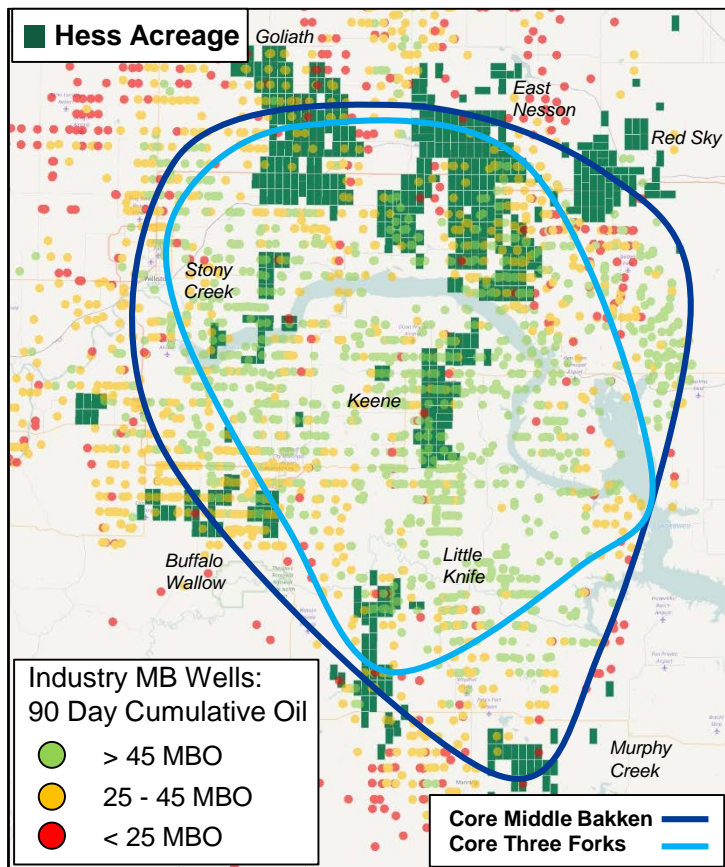 Hess Acreage
Goliath
East
Nesson
Red Sky
Stony
Creek
Keene
Little
Knife
Buffalo
Wallow
Murphy
Creek
Industry MB Wells:
90 Day Cumulative Oil
> 45 MBO
25 - 45 MBO
< 25 MBO
Core Middle Bakken
Core Three Forks